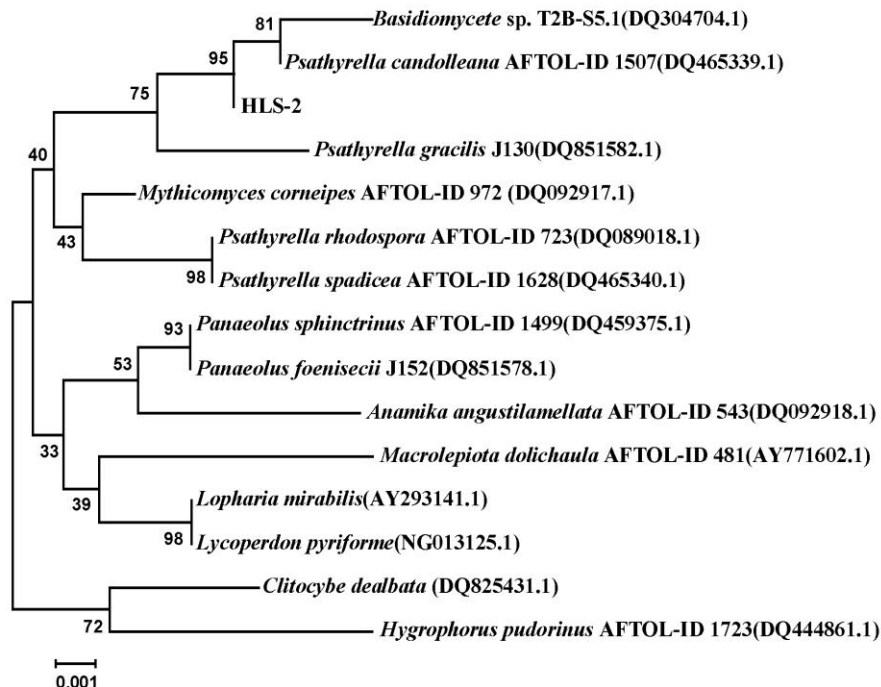 81
Basidiomycete sp. T2B-S5.1(DQ304704.1)
95
Psathyrella candolleana AFTOL-ID 1507(DQ465339.1)
75
HLS-2
Psathyrella gracilis J130(DQ851582.1)
40
Mythicomyces corneipes AFTOL-ID 972 (DQ092917.1)
43
Psathyrella rhodospora AFTOL-ID 723(DQ089018.1)
98
Psathyrella spadicea AFTOL-ID 1628(DQ465340.1)
93
Panaeolus sphinctrinus AFTOL-ID 1499(DQ459375.1)
53
Panaeolus foenisecii J152(DQ851578.1)
Anamika angustilamellata AFTOL-ID 543(DQ092918.1)
33
Macrolepiota dolichaula AFTOL-ID 481(AY771602.1)
39
Lopharia mirabilis(AY293141.1)
98
Lycoperdon pyriforme(NG013125.1)
Clitocybe dealbata (DQ825431.1)
72
Hygrophorus pudorinus AFTOL-ID 1723(DQ444861.1)
0.001